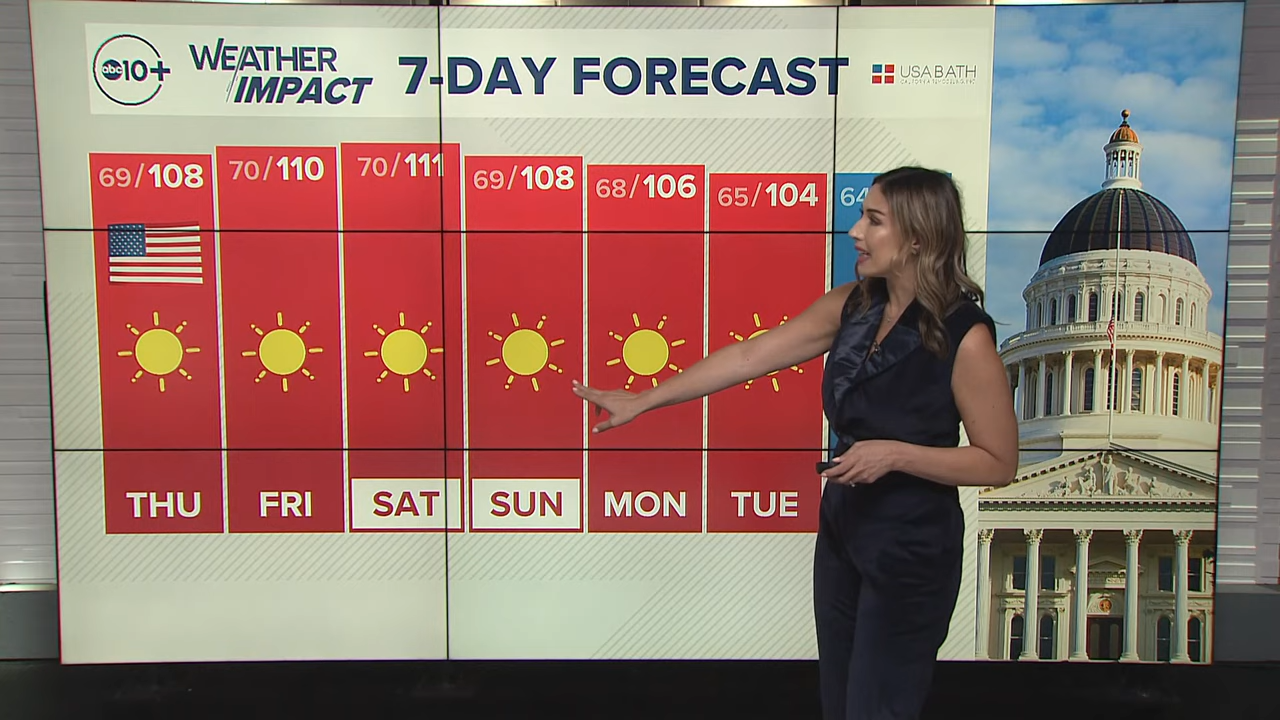 abc10+
WEATHER
IMPACT
7-DAY FORECAST
USA BATH
69/108
70/110
70/111
69/108
68/106
65/104
64
THU
FRI
SAT
SUN
MON
TUE